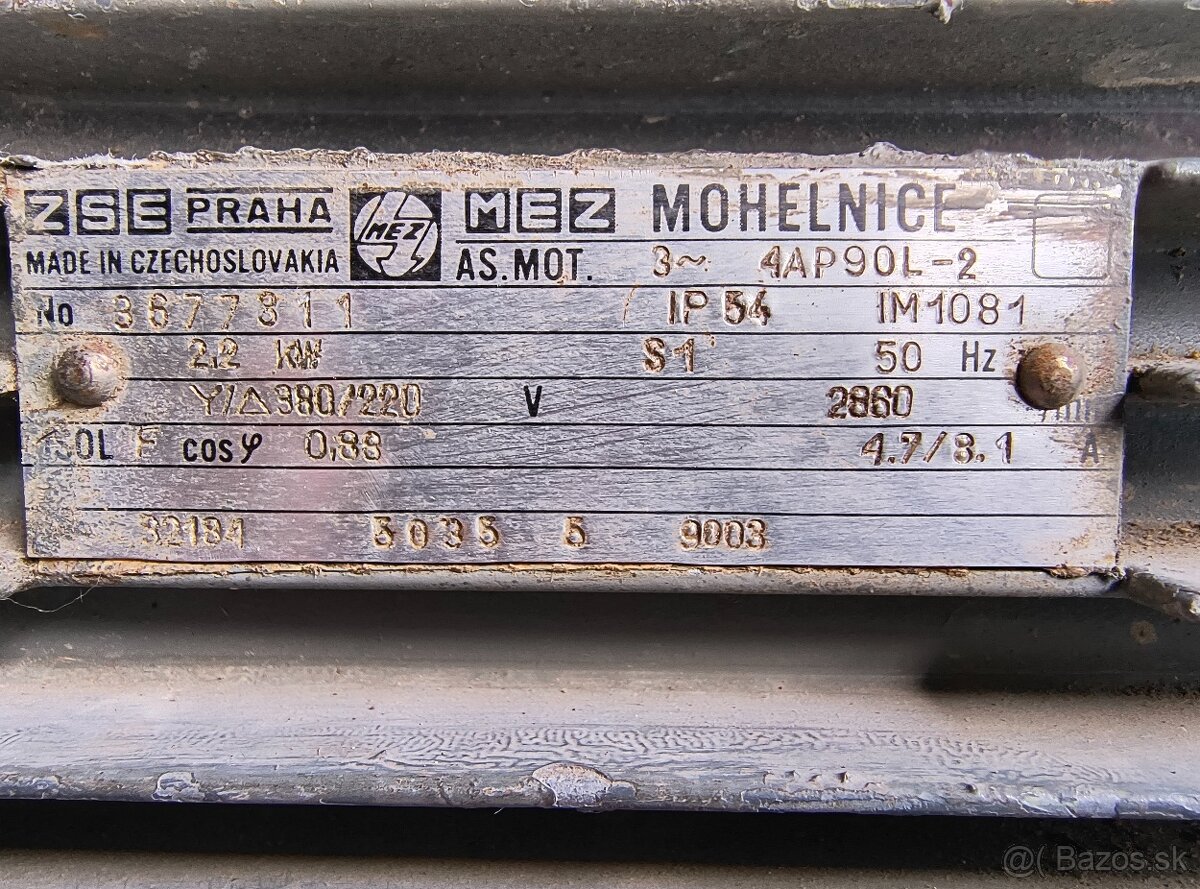 ZSE PRAHA MEZ MEZ MOHELNICE
MADE IN CZECHOSLOVAKIA AS.MOT. 3~ 4AP90L-2
No 3677811 IP 54 IM1081
2,2 kW S1 50 Hz
Y/△ 380/220 V 2860
ISOL F cos φ 0,88 4.7/8.1 A
32184 5035 5 9003
@( Bazos.sk